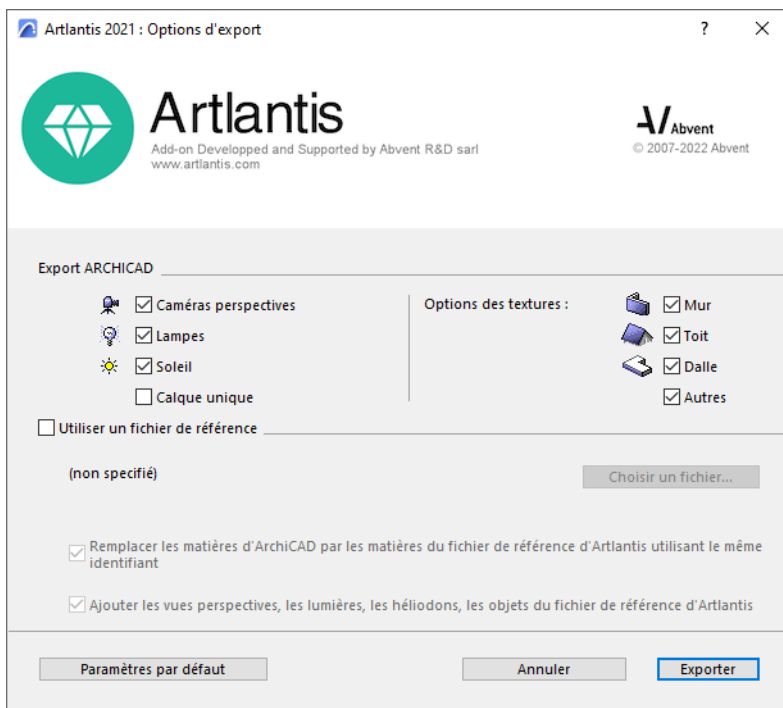 Artlantis 2021 : Options d'export
?
Artlantis
Add-on Developped and Supported by Abvent R&D sarl
www.artlantis.com
Abvent
© 2007-2022 Abvent
Export ARCHICAD
Caméras perspectives
Lampes
Soleil
Calque unique
Options des textures :
Mur
Toit
Dalle
Autres
Utiliser un fichier de référence
(non spécifié)
Choisir un fichier...
Remplacer les matières d'ArchiCAD par les matières du fichier de référence d'Artlantis utilisant le même
identifiant
Ajouter les vues perspectives, les lumières, les héliodons, les objets du fichier de référence d'Artlantis
Paramètres par défaut
Annuler
Exporter